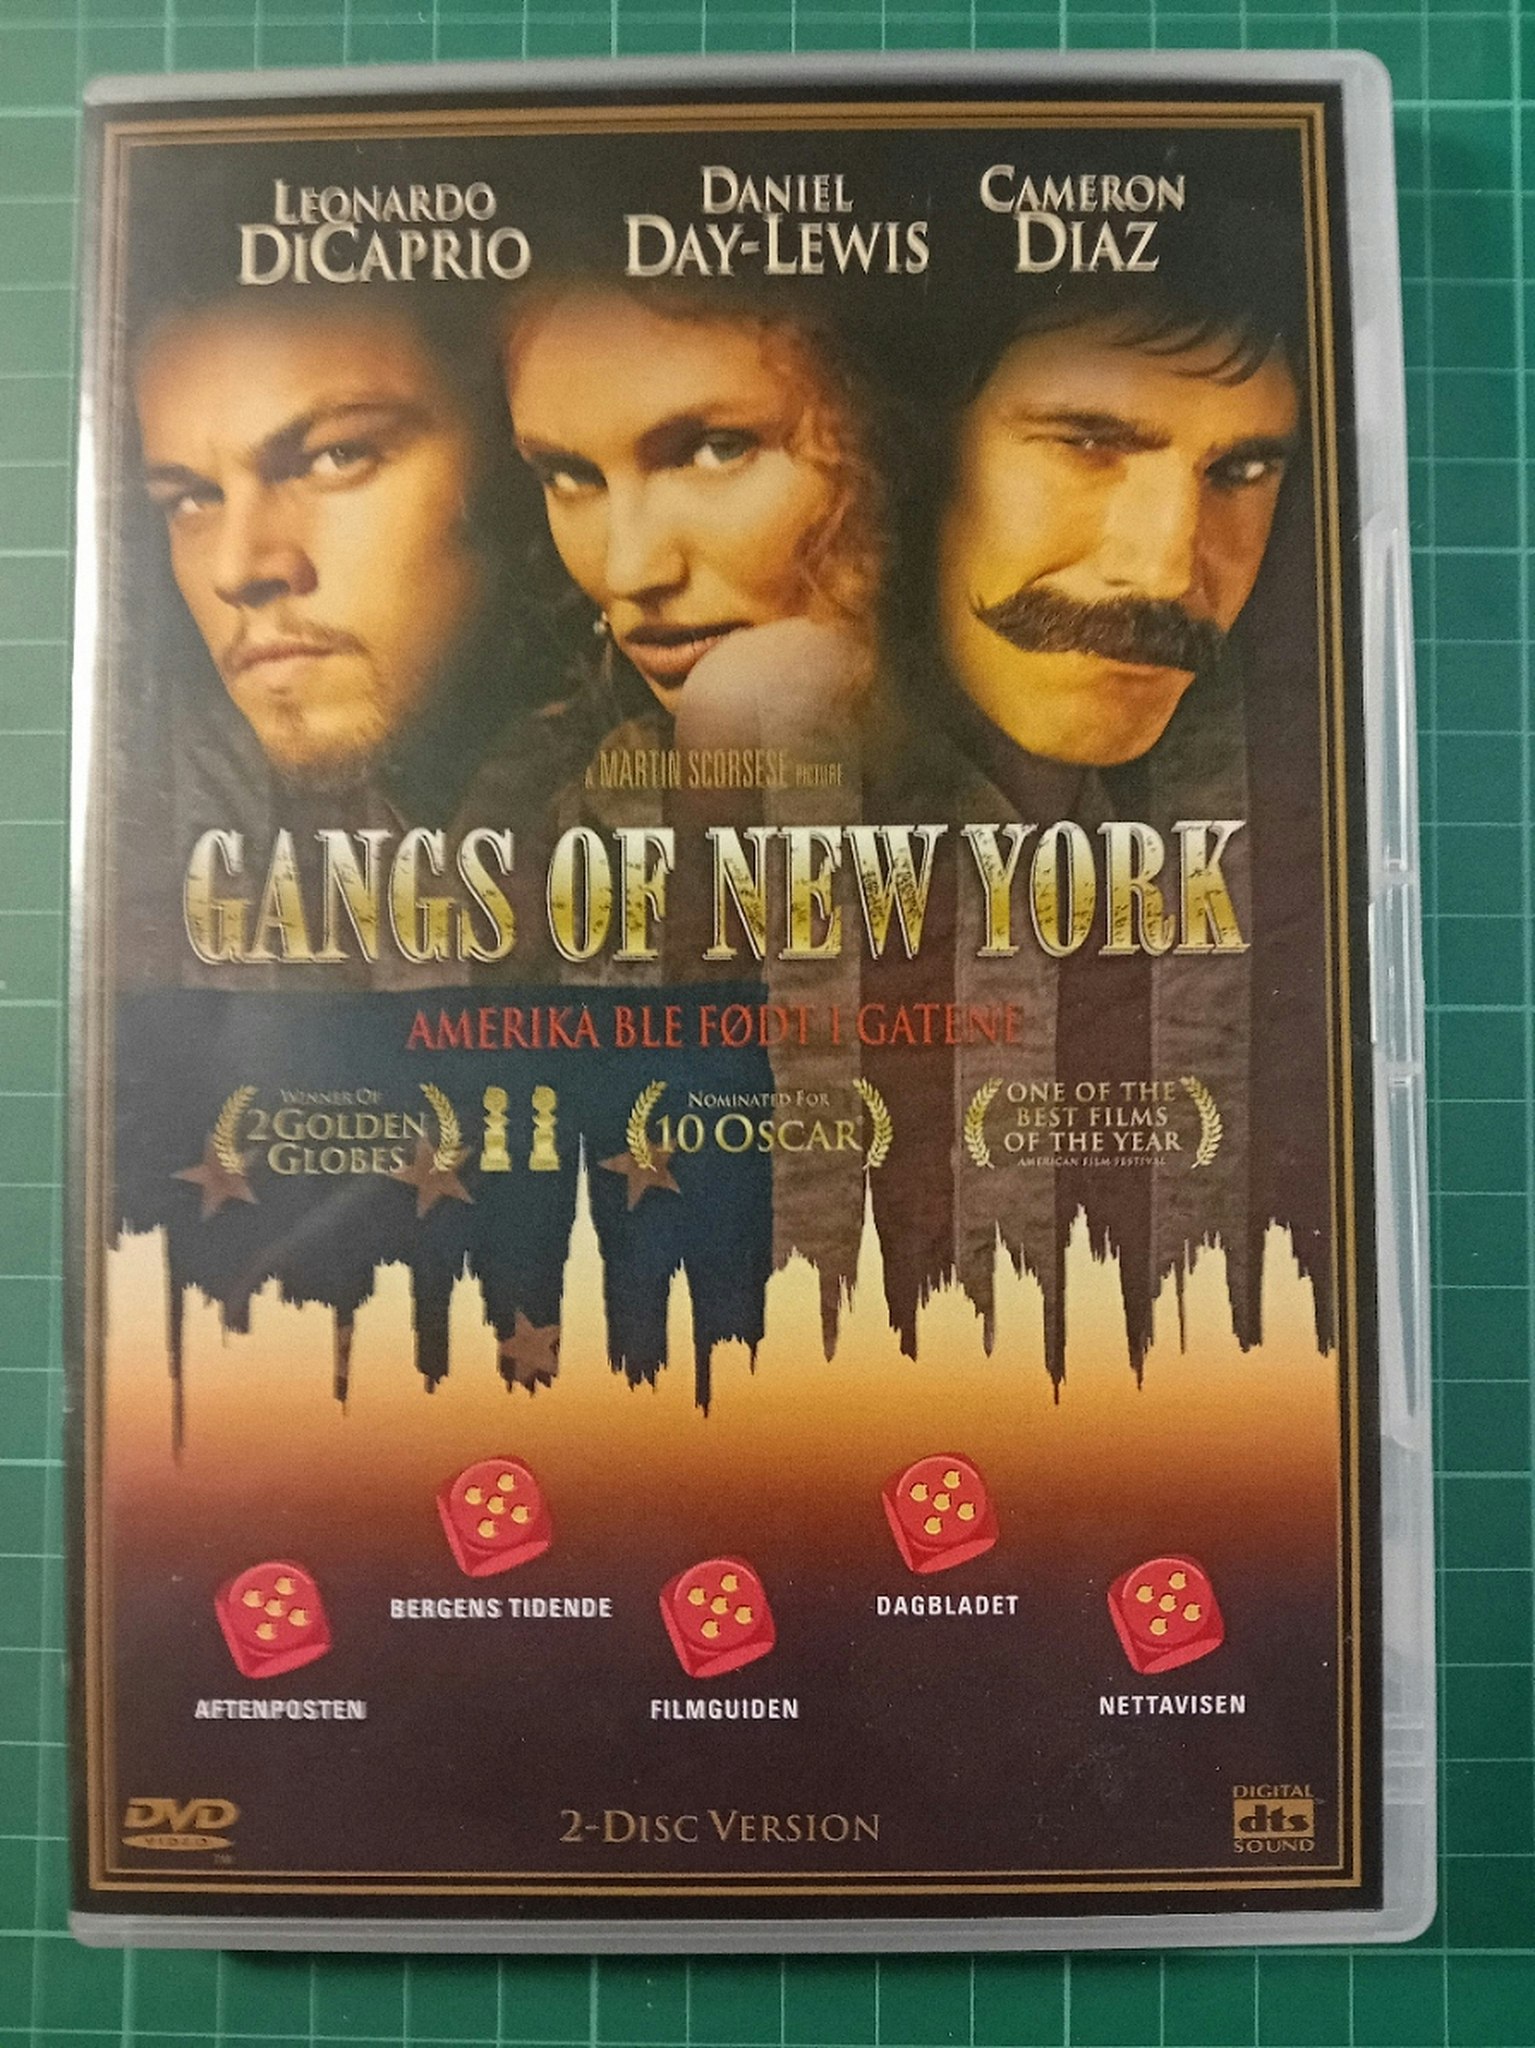 LEONARDO
DICAPRIO
DANIEL
DAY-LEWIS
CAMERON
DIAZ
A MARTIN SCORSESE PICTURE
GANGS OF NEW YORK
AMERIKA BLE FØDT I GATENE
WINNER OF
2 GOLDEN
GLOBES
NOMINATED FOR
10 OSCAR
ONE OF THE
BEST FILMS
OF THE YEAR
AMERICAN FILM FESTIVAL
BERGENS TIDENDE
DAGBLADET
AFTENPOSTEN
FILMGUIDEN
NETTAVISEN
DVD
VIDEO
TM
2-DISC VERSION
DIGITAL
dts
SOUND